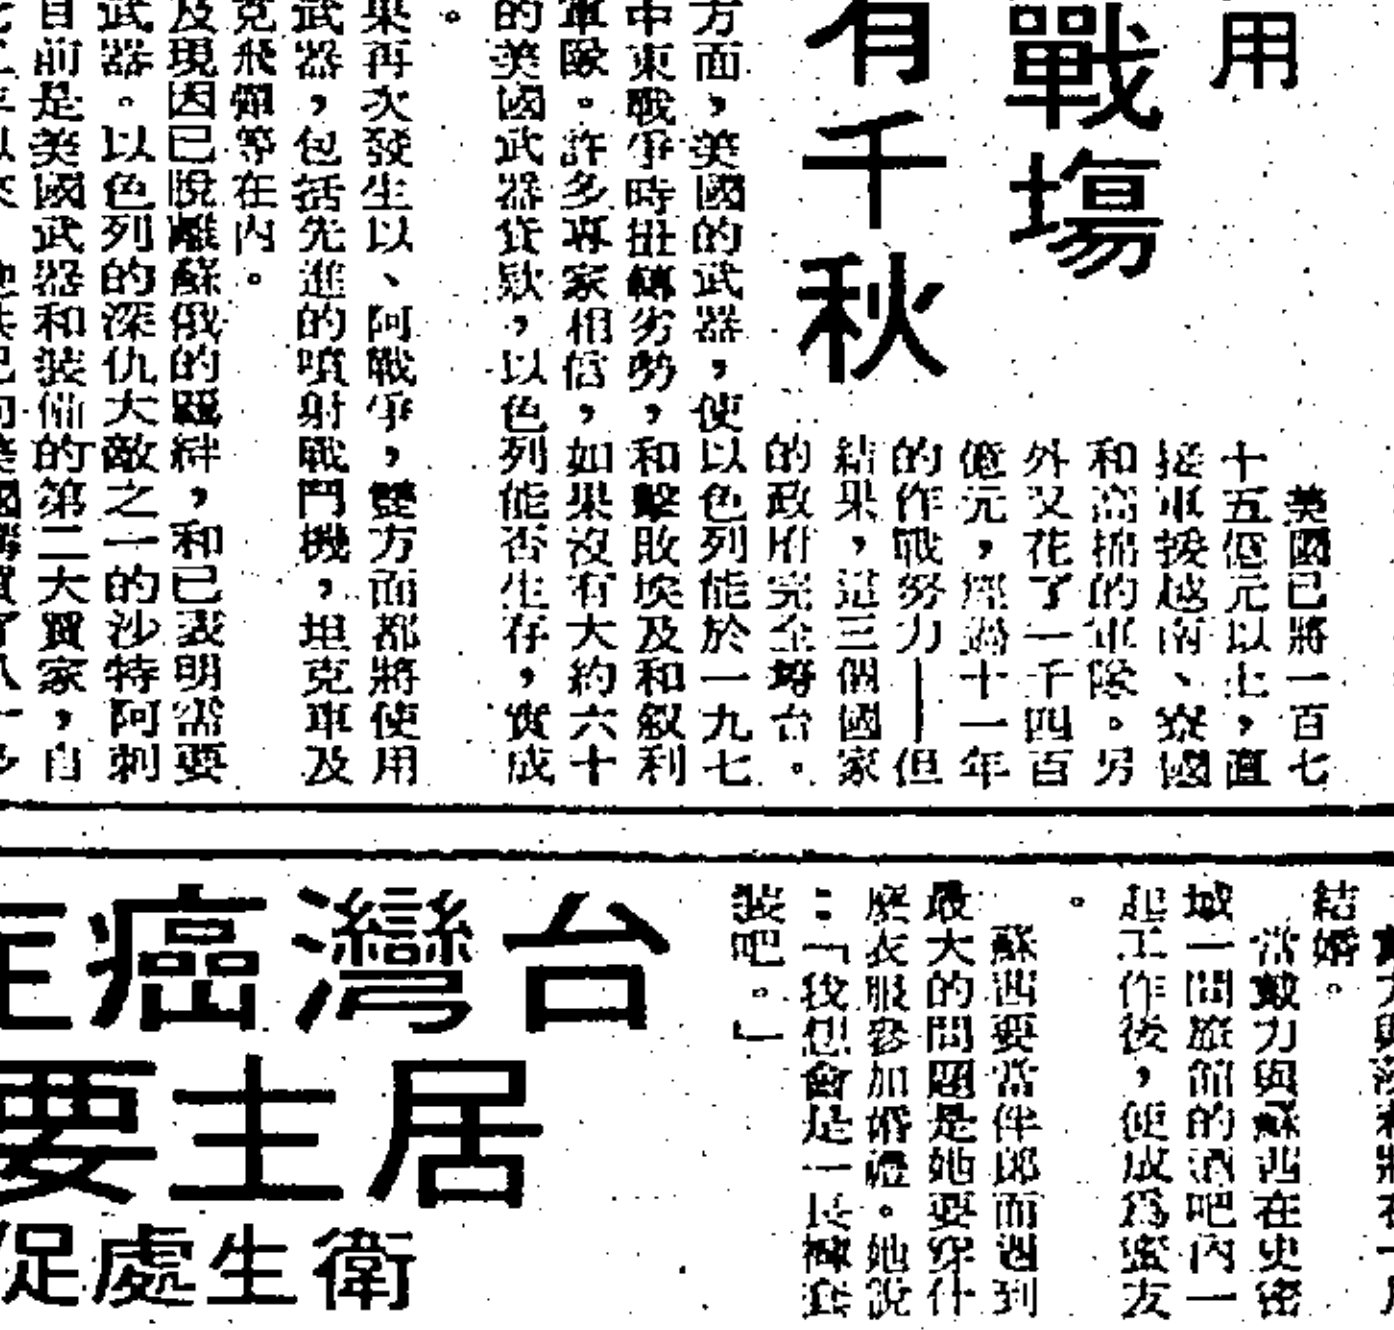 用
戰塲
有千秋
美國已將一百七
十五億元以上，直
接軍援越南、寮國
和高棉的軍隊。另
外又花了一千四百
億元，經過十一年
的作戰努力——但
結果，這三個國家
的政府完全垮台。
方面，美國的武器，使以色列能於一九七
中東戰爭時扭轉劣勢，和擊敗埃及和叙利
軍隊。許多專家相信，如果沒有大約六十
的美國武器貸款，以色列能否生存，實成
。
果再次發生以、阿戰爭，雙方面都將使用
武器，包括先進的噴射戰鬥機，坦克車及
克飛彈等在內。
及現因已脫離蘇俄的羈絆，和已表明需要
武器。以色列的深仇大敵之一的沙特阿刺
目前是美國武器和裝備的第二大買家，自
結婚。
當戴力與蘇西在史密
城一間旅館的酒吧內一
起工作後，便成爲蜜友
。
蘇西要當伴郎而遇到
最大的問題是她要穿什
麽衣服參加婚禮。她說
：「我想會是一長褲套
裝吧。」
台灣癌症
居主要
衛生處促